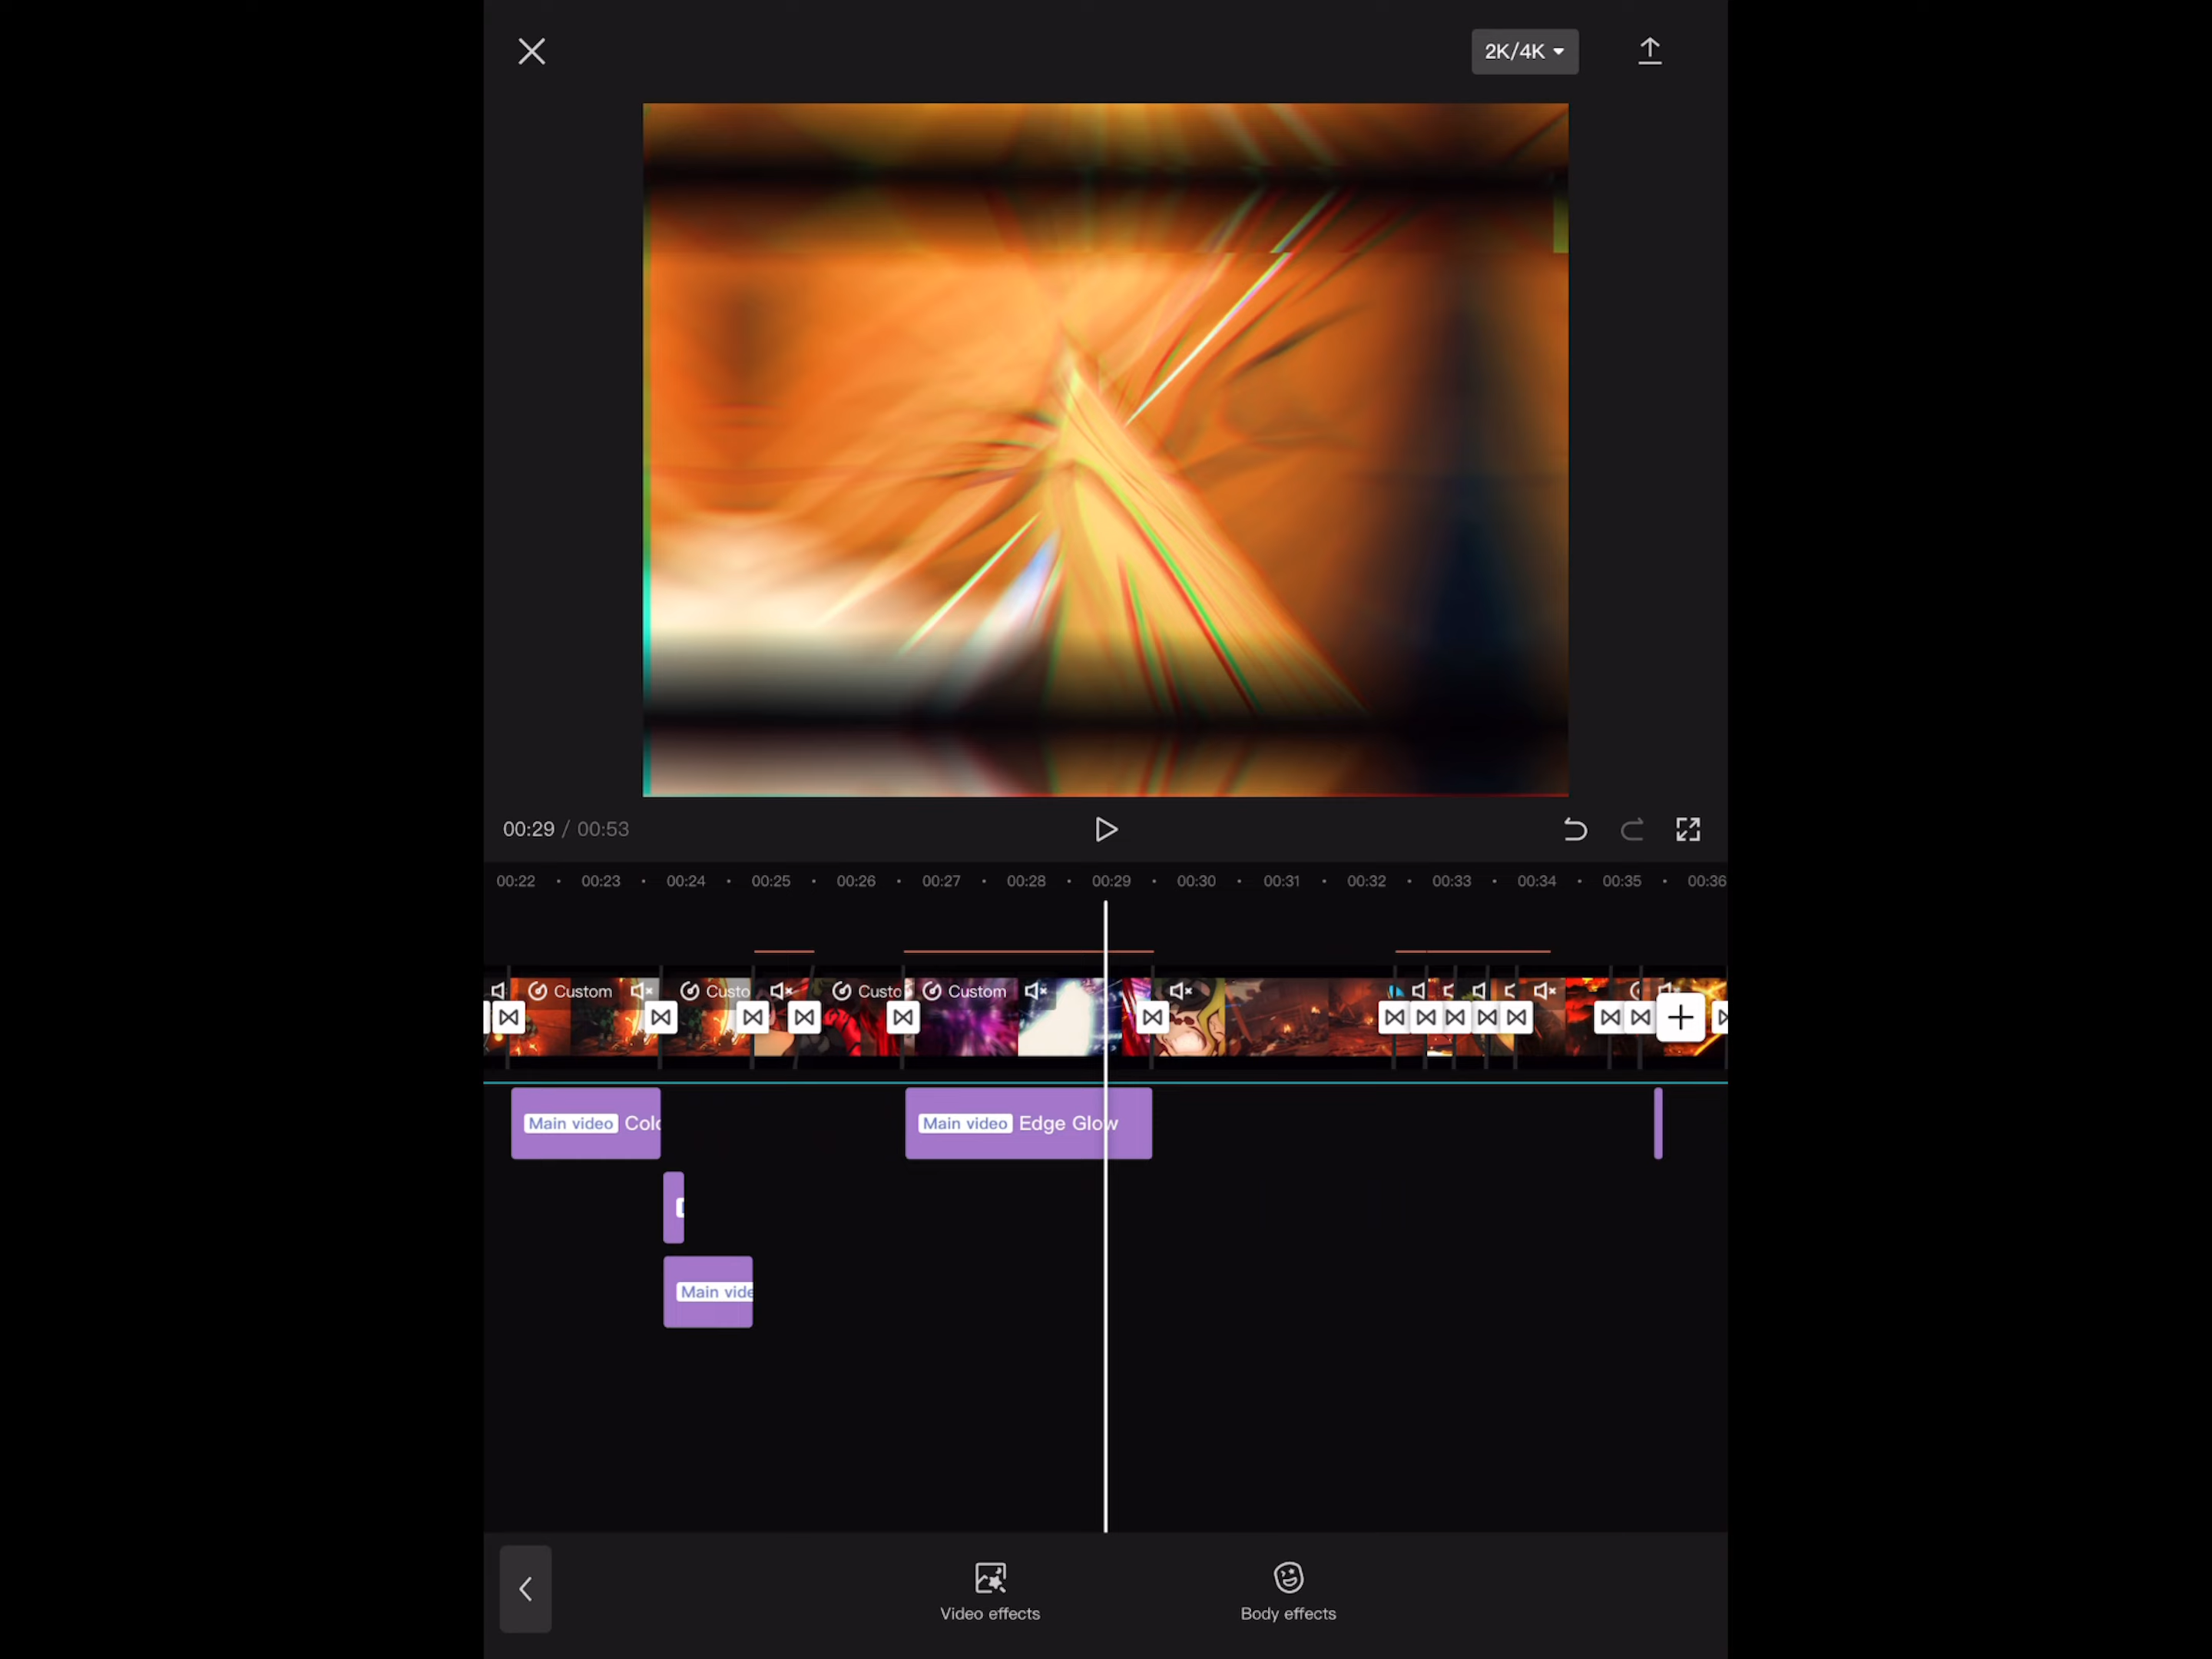 2K/4K
00:29 / 00:53
00:22 00:23 00:24 00:25 00:26 00:27 00:28 00:29 00:30 00:31 00:32 00:33 00:34 00:35 00:36
Custom Custo Custo Custom
Main video Colo Main video Edge Glow
Main vide
Video effects Body effects